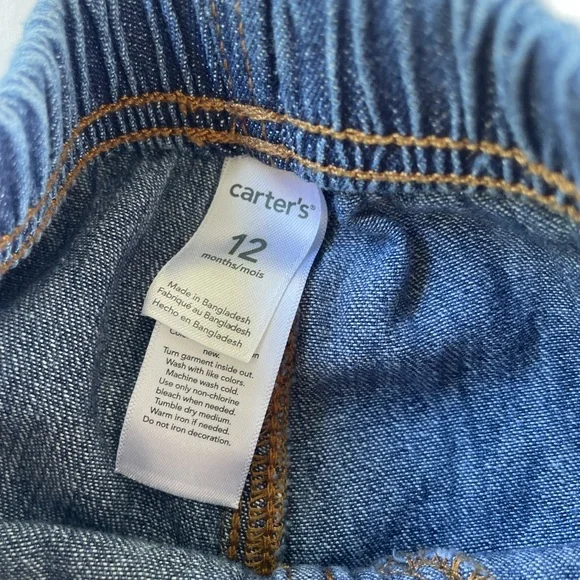 carter's®
12
months/mois
Made in Bangladesh
Fabriqué au Bangladesh
Hecho en Bangladesh
new.
Turn garment inside out.
Wash with like colors.
Machine wash cold.
Use only non-chlorine
bleach when needed.
Tumble dry medium.
Warm iron if needed.
Do not iron decoration.